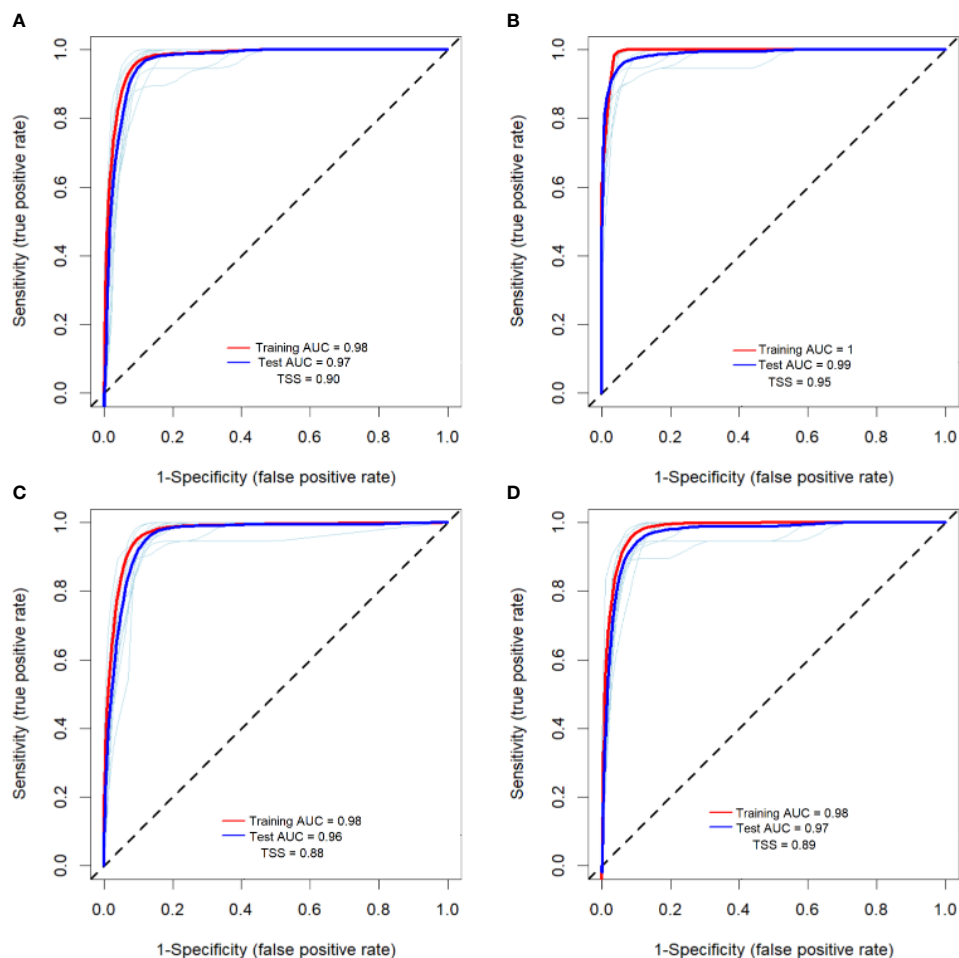 A
Sensitivity (true positive rate)
1.0
0.8
0.6
0.4
0.2
0.0
Training AUC = 0.98
Test AUC = 0.97
TSS = 0.90
0.0 0.2 0.4 0.6 0.8 1.0
1-Specificity (false positive rate)
B
Sensitivity (true positive rate)
1.0
0.8
0.6
0.4
0.2
0.0
Training AUC = 1
Test AUC = 0.99
TSS = 0.95
0.0 0.2 0.4 0.6 0.8 1.0
1-Specificity (false positive rate)
C
Sensitivity (true positive rate)
1.0
0.8
0.6
0.4
0.2
0.0
Training AUC = 0.98
Test AUC = 0.96
TSS = 0.88
0.0 0.2 0.4 0.6 0.8 1.0
1-Specificity (false positive rate)
D
Sensitivity (true positive rate)
1.0
0.8
0.6
0.4
0.2
0.0
Training AUC = 0.98
Test AUC = 0.97
TSS = 0.89
0.0 0.2 0.4 0.6 0.8 1.0
1-Specificity (false positive rate)